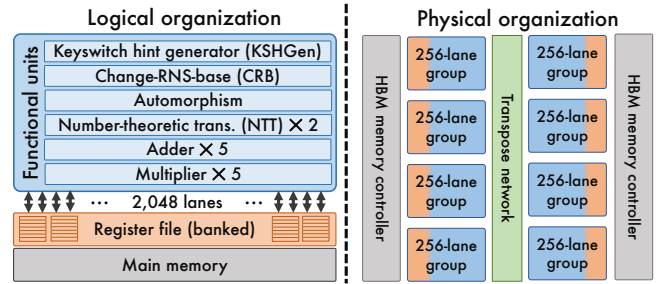 Logical organization
Functional units
Keyswitch hint generator (KSHGen)
Change-RNS-base (CRB)
Automorphism
Number-theoretic trans. (NTT) × 2
Adder × 5
Multiplier × 5
... 2,048 lanes ...
Register file (banked)
Main memory
Physical organization
HBM memory controller
256-lane
group
256-lane
group
256-lane
group
256-lane
group
Transpose network
256-lane
group
256-lane
group
256-lane
group
256-lane
group
HBM memory controller